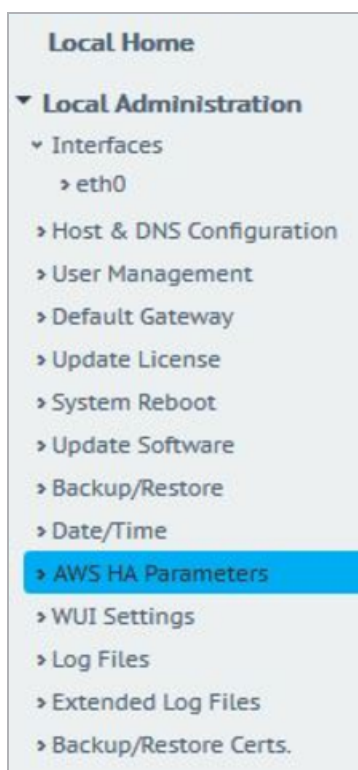 Local Home
Local Administration
Interfaces
eth0
Host & DNS Configuration
User Management
Default Gateway
Update License
System Reboot
Update Software
Backup/Restore
Date/Time
AWS HA Parameters
WUI Settings
Log Files
Extended Log Files
Backup/Restore Certs.